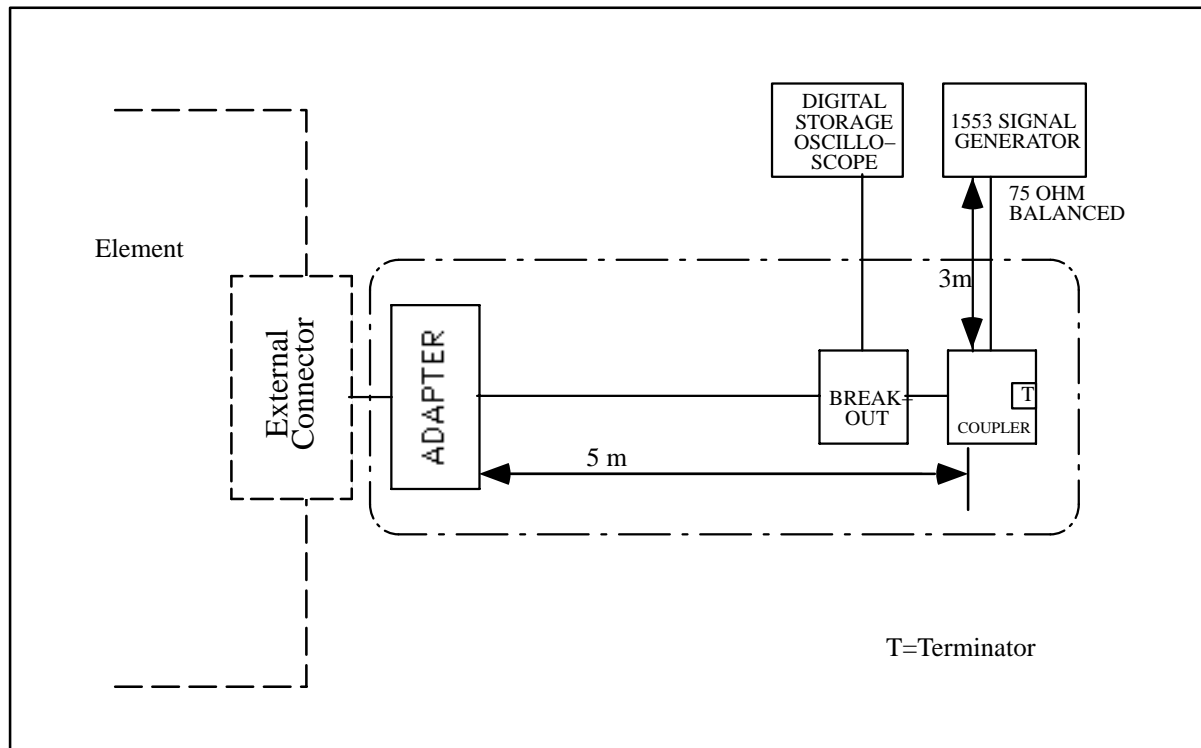 DIGITAL
STORAGE
OSCILLO–
SCOPE
1553 SIGNAL
GENERATOR
75 OHM
BALANCED
Element
3m
External
Connector
ADAPTER
BREAK–
OUT
T
COUPLER
5 m
T=Terminator